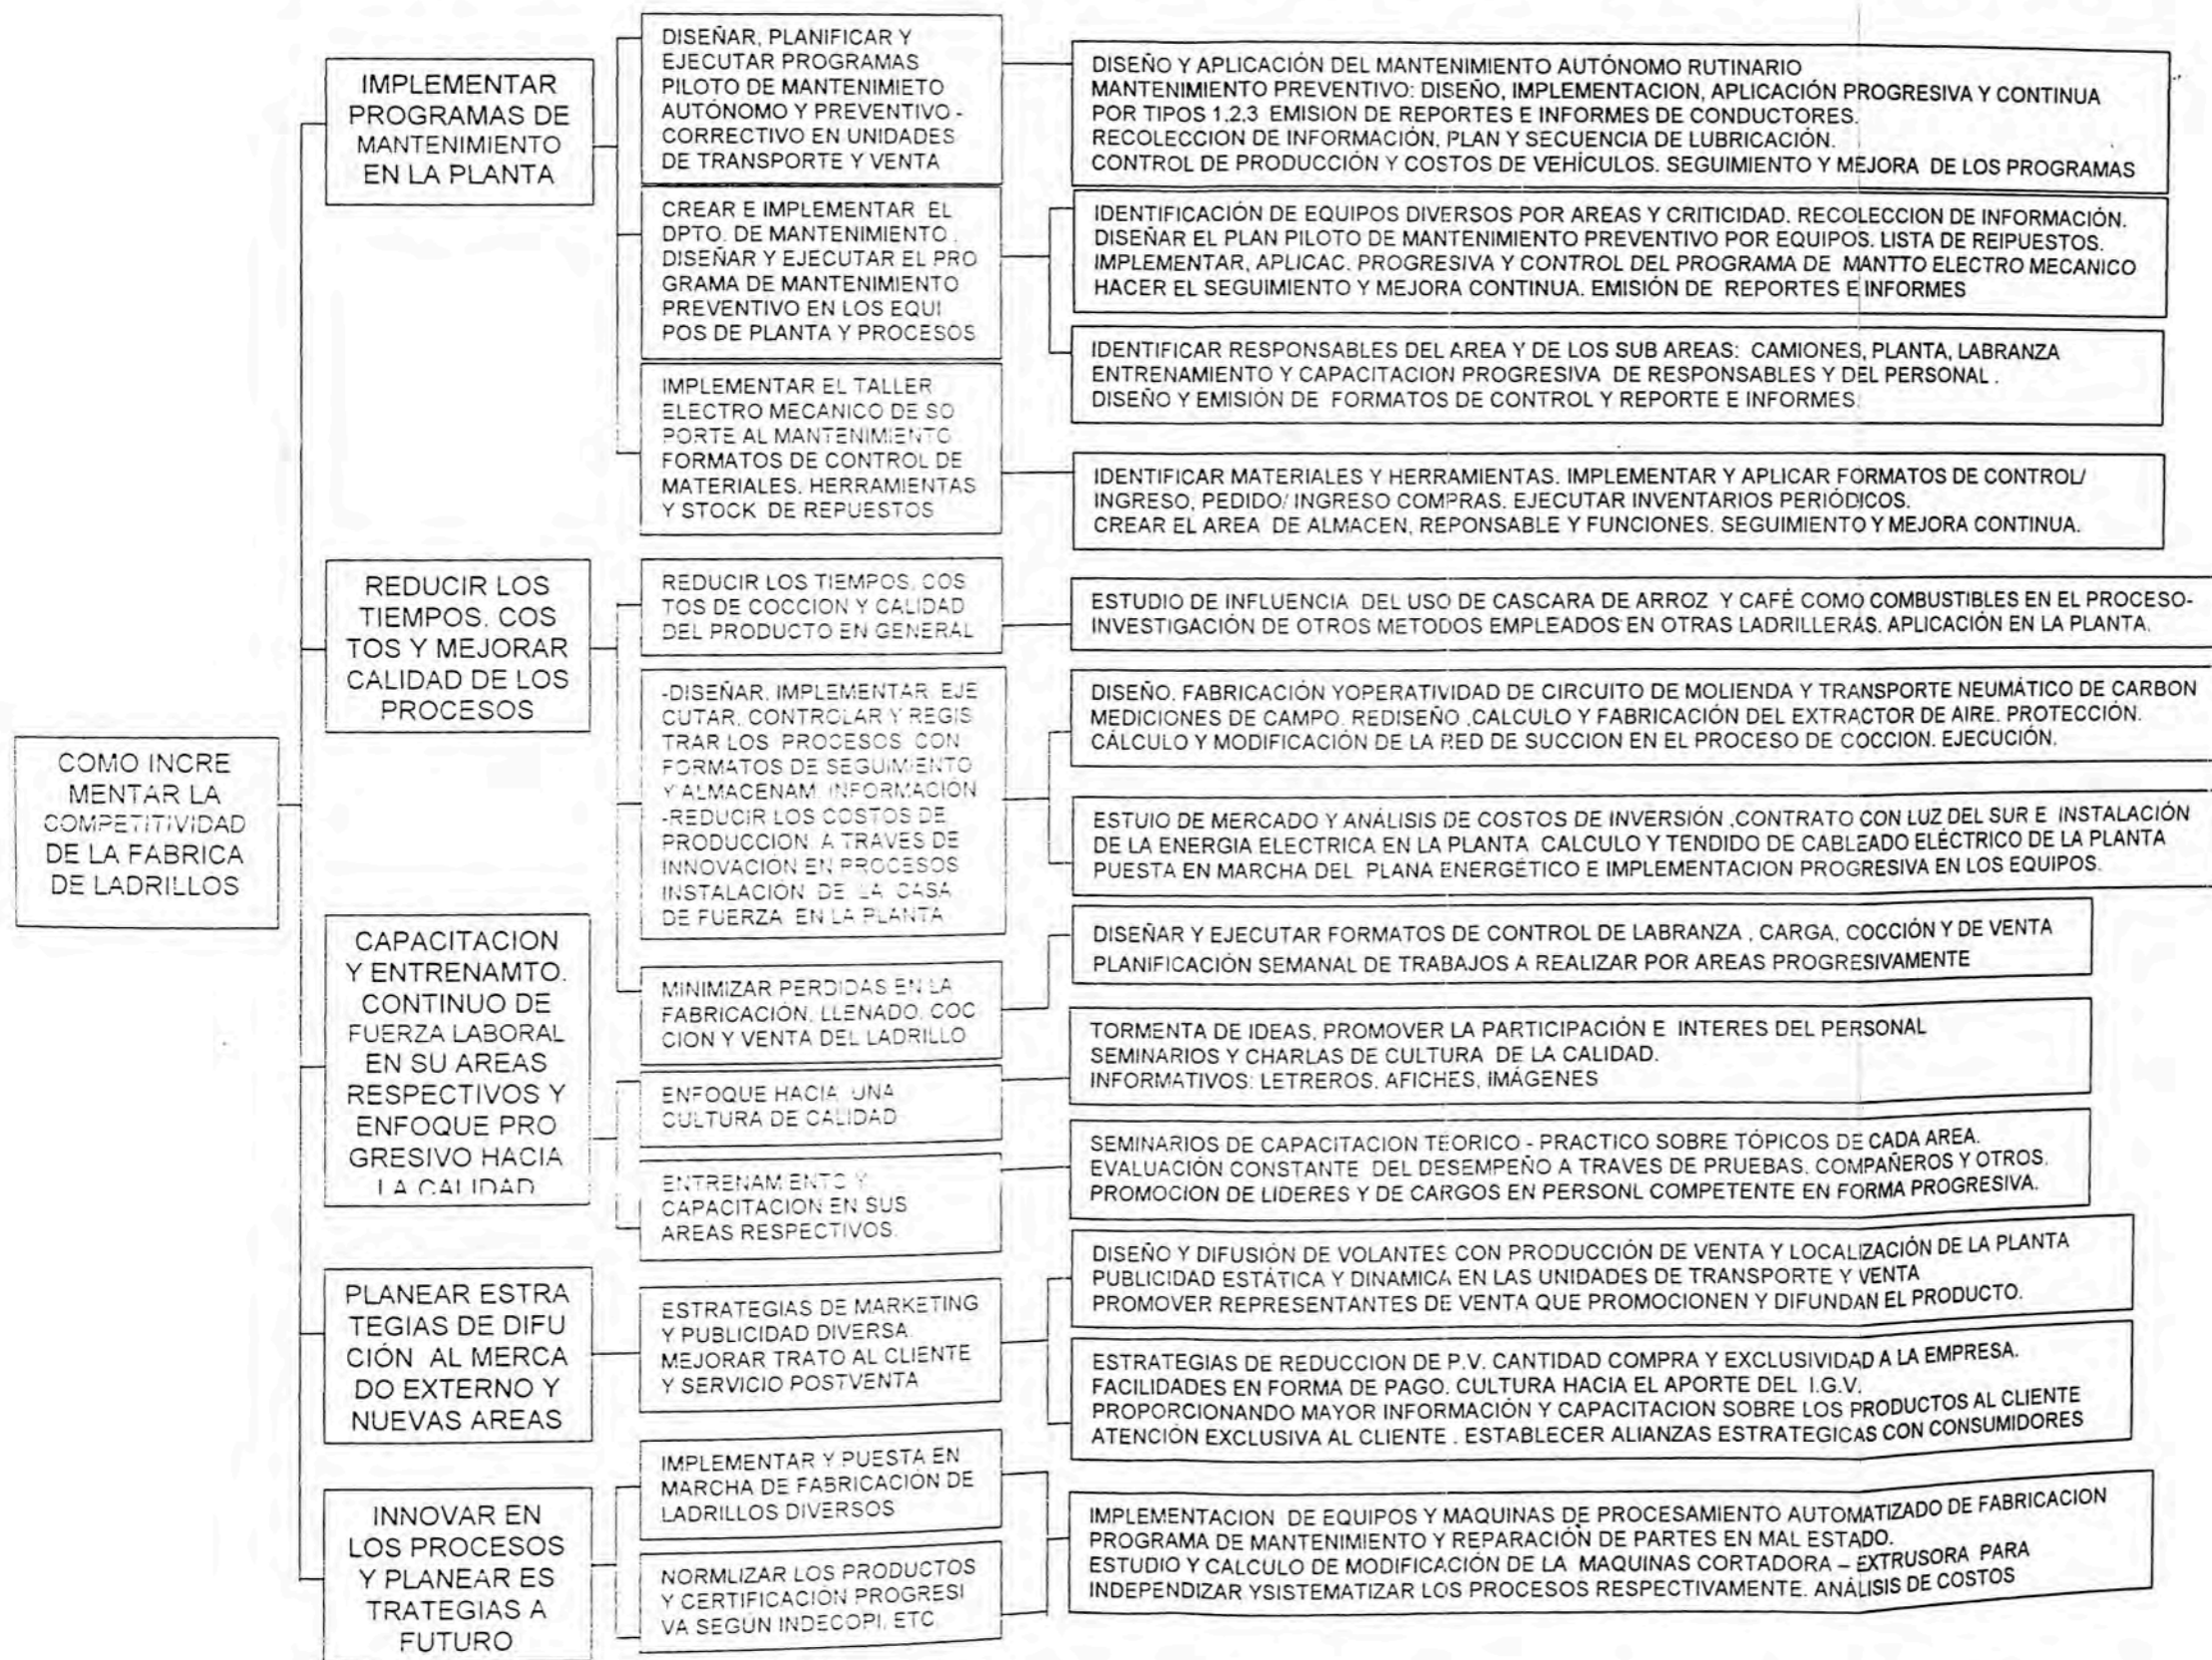 COMO INCRE
MENTAR LA
COMPETITIVIDAD
DE LA FABRICA
DE LADRILLOS
IMPLEMENTAR
PROGRAMAS DE
MANTENIMIENTO
EN LA PLANTA
DISEÑAR, PLANIFICAR Y
EJECUTAR PROGRAMAS
PILOTO DE MANTENIMIETO
AUTÓNOMO Y PREVENTIVO -
CORRECTIVO EN UNIDADES
DE TRANSPORTE Y VENTA
DISEÑO Y APLICACIÓN DEL MANTENIMIENTO AUTÓNOMO RUTINARIO
MANTENIMIENTO PREVENTIVO: DISEÑO, IMPLEMENTACION, APLICACIÓN PROGRESIVA Y CONTINUA
POR TIPOS 1,2,3 EMISION DE REPORTES E INFORMES DE CONDUCTORES.
RECOLECCION DE INFORMACIÓN, PLAN Y SECUENCIA DE LUBRICACIÓN.
CONTROL DE PRODUCCIÓN Y COSTOS DE VEHÍCULOS. SEGUIMIENTO Y MEJORA DE LOS PROGRAMAS
CREAR E IMPLEMENTAR EL
DPTO. DE MANTENIMIENTO .
DISEÑAR Y EJECUTAR EL PRO
GRAMA DE MANTENIMIENTO
PREVENTIVO EN LOS EQUI
POS DE PLANTA Y PROCESOS
IDENTIFICACIÓN DE EQUIPOS DIVERSOS POR AREAS Y CRITICIDAD. RECOLECCION DE INFORMACIÓN.
DISEÑAR EL PLAN PILOTO DE MANTENIMIENTO PREVENTIVO POR EQUIPOS. LISTA DE REIPUESTOS.
IMPLEMENTAR, APLICAC. PROGRESIVA Y CONTROL DEL PROGRAMA DE MANTTO ELECTRO MECANICO
HACER EL SEGUIMIENTO Y MEJORA CONTINUA. EMISIÓN DE REPORTES E INFORMES
IDENTIFICAR RESPONSABLES DEL AREA Y DE LOS SUB AREAS: CAMIONES, PLANTA, LABRANZA
ENTRENAMIENTO Y CAPACITACION PROGRESIVA DE RESPONSABLES Y DEL PERSONAL .
DISEÑO Y EMISIÓN DE FORMATOS DE CONTROL Y REPORTE E INFORMES.
IMPLEMENTAR EL TALLER
ELECTRO MECANICO DE SO
PORTE AL MANTENIMIENTO
FORMATOS DE CONTROL DE
MATERIALES. HERRAMIENTAS
Y STOCK DE REPUESTOS
IDENTIFICAR MATERIALES Y HERRAMIENTAS. IMPLEMENTAR Y APLICAR FORMATOS DE CONTROL/
INGRESO, PEDIDO/ INGRESO COMPRAS. EJECUTAR INVENTARIOS PERIÓDICOS.
CREAR EL AREA DE ALMACEN, REPONSABLE Y FUNCIONES. SEGUIMIENTO Y MEJORA CONTINUA.
REDUCIR LOS
TIEMPOS. COS
TOS Y MEJORAR
CALIDAD DE LOS
PROCESOS
REDUCIR LOS TIEMPOS, COS
TOS DE COCCION Y CALIDAD
DEL PRODUCTO EN GENERAL
ESTUDIO DE INFLUENCIA DEL USO DE CASCARA DE ARROZ Y CAFÉ COMO COMBUSTIBLES EN EL PROCESO-
INVESTIGACIÓN DE OTROS METODOS EMPLEADOS EN OTRAS LADRILLERAS. APLICACIÓN EN LA PLANTA.
-DISEÑAR. IMPLEMENTAR. EJE
CUTAR, CONTROLAR Y REGIS
TRAR LOS PROCESOS CON
FORMATOS DE SEGUIMIENTO
Y ALMACENAM. INFORMACION
-REDUCIR LOS COSTOS DE
PRODUCCION A TRAVES DE
INNOVACIÓN EN PROCESOS
INSTALACIÓN DE LA CASA
DE FUERZA EN LA PLANTA
DISEÑO. FABRICACIÓN YOPERATIVIDAD DE CIRCUITO DE MOLIENDA Y TRANSPORTE NEUMÁTICO DE CARBON
MEDICIONES DE CAMPO. REDISEÑO ,CALCULO Y FABRICACIÓN DEL EXTRACTOR DE AIRE. PROTECCIÓN.
CÁLCULO Y MODIFICACIÓN DE LA RED DE SUCCION EN EL PROCESO DE COCCION. EJECUCIÓN.
ESTUIO DE MERCADO Y ANÁLISIS DE COSTOS DE INVERSIÓN ,CONTRATO CON LUZ DEL SUR E INSTALACIÓN
DE LA ENERGIA ELECTRICA EN LA PLANTA CALCULO Y TENDIDO DE CABLEADO ELÉCTRICO DE LA PLANTA
PUESTA EN MARCHA DEL PLANA ENERGÉTICO E IMPLEMENTACION PROGRESIVA EN LOS EQUIPOS.
MINIMIZAR PERDIDAS EN LA
FABRICACIÓN, LLENADO, COC
CION Y VENTA DEL LADRILLO
DISEÑAR Y EJECUTAR FORMATOS DE CONTROL DE LABRANZA , CARGA, COCCIÓN Y DE VENTA
PLANIFICACIÓN SEMANAL DE TRABAJOS A REALIZAR POR AREAS PROGRESIVAMENTE
CAPACITACION
Y ENTRENAMTO.
CONTINUO DE
FUERZA LABORAL
EN SU AREAS
RESPECTIVOS Y
ENFOQUE PRO
GRESIVO HACIA
LA CALIDAD
ENFOQUE HACIA UNA
CULTURA DE CALIDAD
TORMENTA DE IDEAS, PROMOVER LA PARTICIPACIÓN E INTERES DEL PERSONAL
SEMINARIOS Y CHARLAS DE CULTURA DE LA CALIDAD.
INFORMATIVOS: LETREROS. AFICHES, IMÁGENES
ENTRENAMIENTO Y
CAPACITACION EN SUS
AREAS RESPECTIVOS.
SEMINARIOS DE CAPACITACION TEORICO - PRACTICO SOBRE TÓPICOS DE CADA AREA.
EVALUACIÓN CONSTANTE DEL DESEMPEÑO A TRAVES DE PRUEBAS, COMPAÑEROS Y OTROS.
PROMOCION DE LIDERES Y DE CARGOS EN PERSONL COMPETENTE EN FORMA PROGRESIVA.
PLANEAR ESTRA
TEGIAS DE DIFU
CIÓN AL MERCA
DO EXTERNO Y
NUEVAS AREAS
ESTRATEGIAS DE MARKETING
Y PUBLICIDAD DIVERSA.
MEJORAR TRATO AL CLIENTE
Y SERVICIO POSTVENTA
DISEÑO Y DIFUSIÓN DE VOLANTES CON PRODUCCIÓN DE VENTA Y LOCALIZACIÓN DE LA PLANTA
PUBLICIDAD ESTÁTICA Y DINAMICA EN LAS UNIDADES DE TRANSPORTE Y VENTA
PROMOVER REPRESENTANTES DE VENTA QUE PROMOCIONEN Y DIFUNDAN EL PRODUCTO.
ESTRATEGIAS DE REDUCCION DE P.V. CANTIDAD COMPRA Y EXCLUSIVIDAD A LA EMPRESA.
FACILIDADES EN FORMA DE PAGO. CULTURA HACIA EL APORTE DEL I.G.V.
PROPORCIONANDO MAYOR INFORMACIÓN Y CAPACITACION SOBRE LOS PRODUCTOS AL CLIENTE
ATENCIÓN EXCLUSIVA AL CLIENTE . ESTABLECER ALIANZAS ESTRATEGICAS CON CONSUMIDORES
INNOVAR EN
LOS PROCESOS
Y PLANEAR ES
TRATEGIAS A
FUTURO
IMPLEMENTAR Y PUESTA EN
MARCHA DE FABRICACIÓN DE
LADRILLOS DIVERSOS
NORMLIZAR LOS PRODUCTOS
Y CERTIFICACIÓN PROGRESI
VA SEGÚN INDECOPI, ETC
IMPLEMENTACION DE EQUIPOS Y MAQUINAS DE PROCESAMIENTO AUTOMATIZADO DE FABRICACION
PROGRAMA DE MANTENIMIENTO Y REPARACIÓN DE PARTES EN MAL ESTADO.
ESTUDIO Y CALCULO DE MODIFICACIÓN DE LA MAQUINAS CORTADORA – EXTRUSORA PARA
INDEPENDIZAR YSISTEMATIZAR LOS PROCESOS RESPECTIVAMENTE. ANÁLISIS DE COSTOS